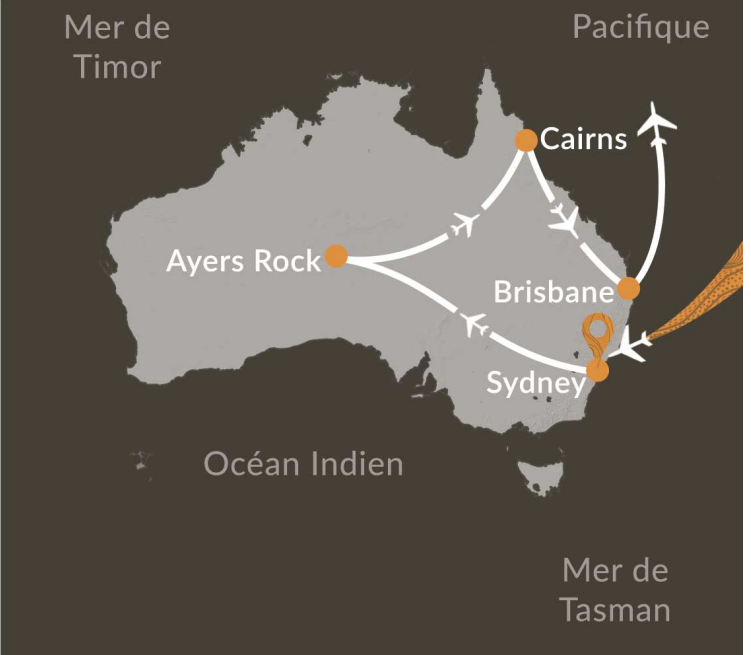 Mer de
Timor
Pacifique
Cairns
Ayers Rock
Brisbane
Sydney
Océan Indien
Mer de
Tasman